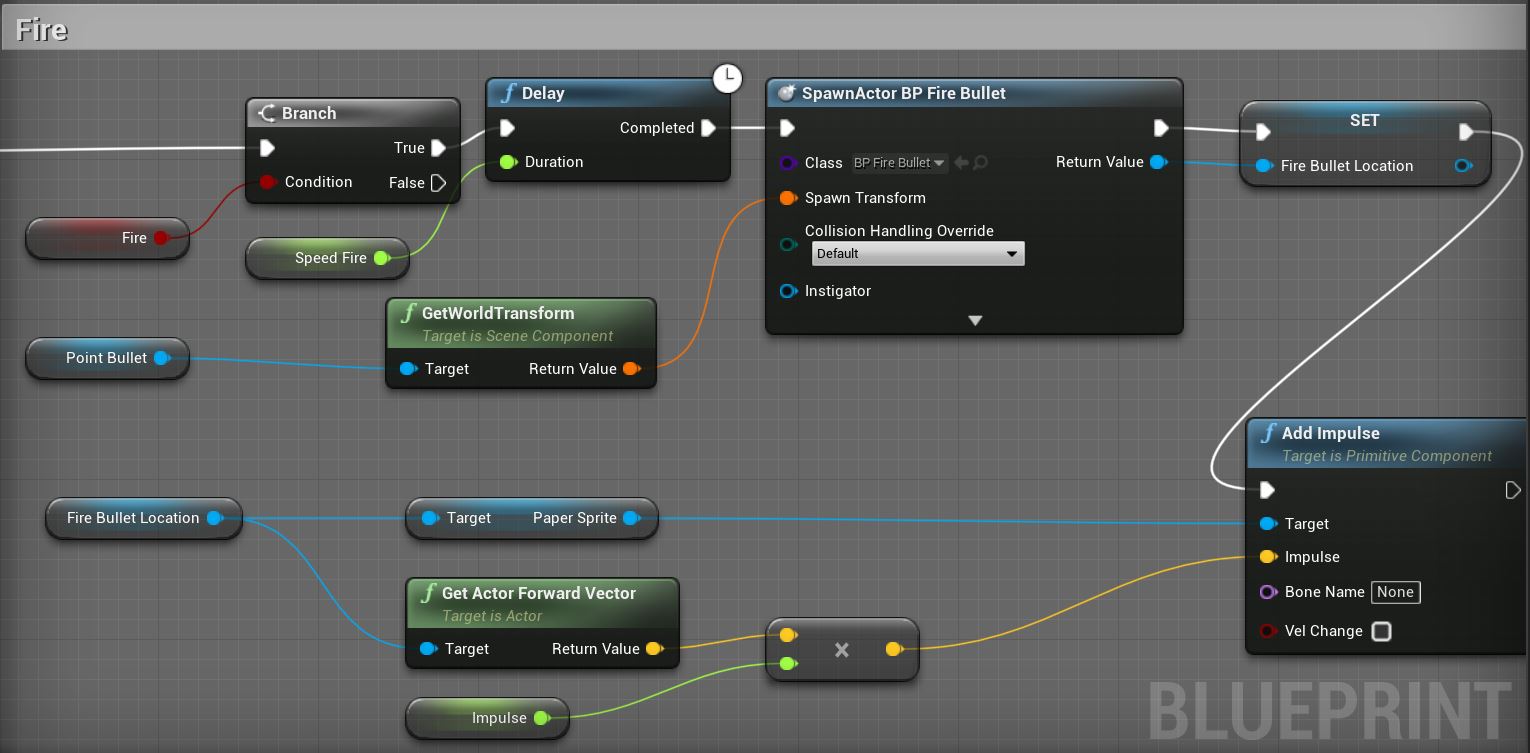 Fire
Branch
True
Condition
False
Fire
Speed Fire
Delay
Completed
Duration
SpawnActor BP Fire Bullet
Class
BP Fire Bullet
Return Value
Spawn Transform
Collision Handling Override
Default
Instigator
SET
Fire Bullet Location
GetWorldTransform
Target is Scene Component
Target
Return Value
Point Bullet
Add Impulse
Target is Primitive Component
Target
Impulse
Bone Name
None
Vel Change
Fire Bullet Location
Target
Paper Sprite
Get Actor Forward Vector
Target is Actor
Target
Return Value
Impulse
BLUEPRINT